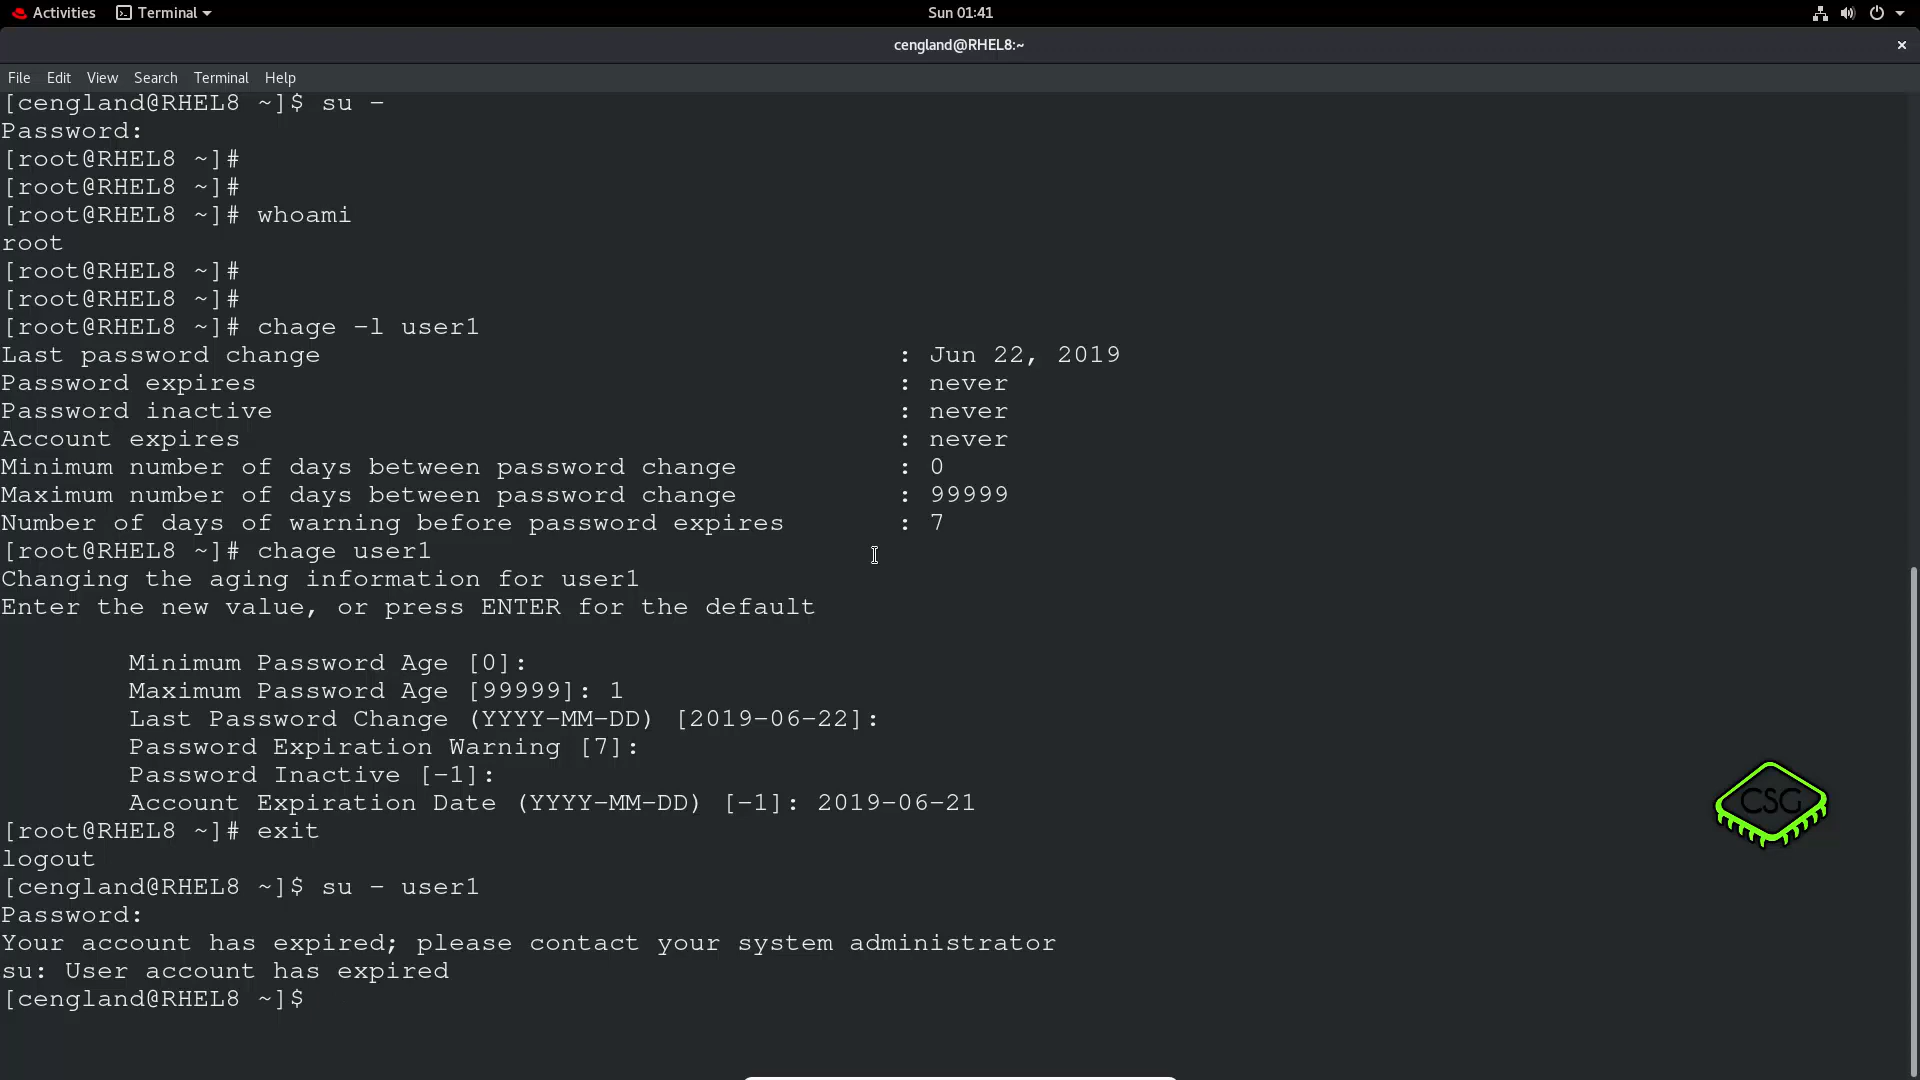 Activities Terminal Sun 01:41
cengland@RHEL8:~ ×
File Edit View Search Terminal Help
[cengland@RHEL8 ~]$ su -
Password:
[root@RHEL8 ~]#
[root@RHEL8 ~]#
[root@RHEL8 ~]# whoami
root
[root@RHEL8 ~]#
[root@RHEL8 ~]#
[root@RHEL8 ~]# chage -l user1
Last password change : Jun 22, 2019
Password expires : never
Password inactive : never
Account expires : never
Minimum number of days between password change : 0
Maximum number of days between password change : 99999
Number of days of warning before password expires : 7
[root@RHEL8 ~]# chage user1
Changing the aging information for user1
Enter the new value, or press ENTER for the default
Minimum Password Age [0]:
Maximum Password Age [99999]: 1
Last Password Change (YYYY-MM-DD) [2019-06-22]:
Password Expiration Warning [7]:
Password Inactive [-1]:
Account Expiration Date (YYYY-MM-DD) [-1]: 2019-06-21
[root@RHEL8 ~]# exit
logout
[cengland@RHEL8 ~]$ su - user1
Password:
Your account has expired; please contact your system administrator
su: User account has expired
[cengland@RHEL8 ~]$
CSG